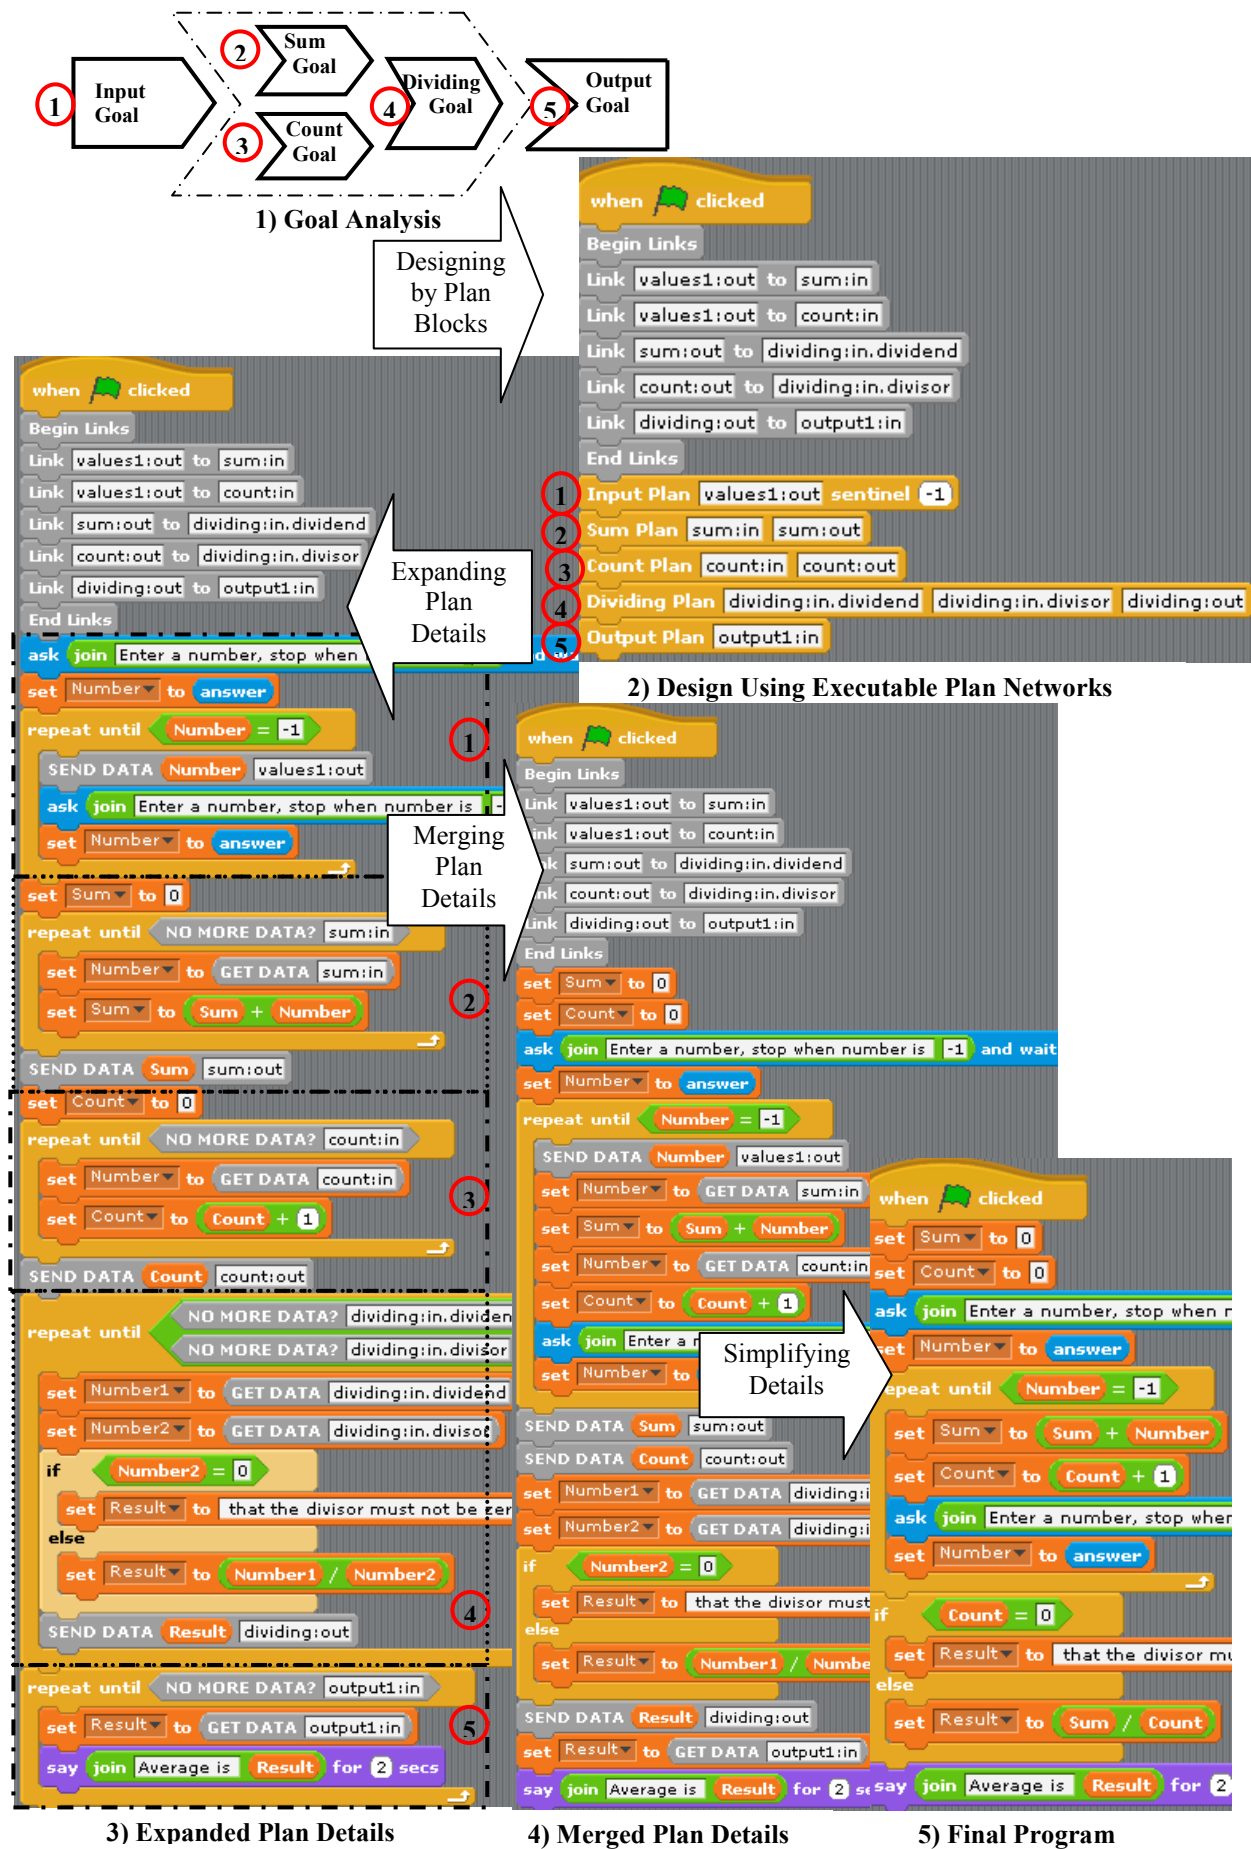 1
Input
Goal
2
Sum
Goal
3
Count
Goal
4
Dividing
Goal
5
Output
Goal
1) Goal Analysis
Designing
by Plan
Blocks
when clicked
Begin Links
Link values1:out to sum:in
Link values1:out to count:in
Link sum:out to dividing:in.dividend
Link count:out to dividing:in.divisor
Link dividing:out to output1:in
End Links
1 Input Plan values1:out sentinel -1
2 Sum Plan sum:in sum:out
3 Count Plan count:in count:out
4 Dividing Plan dividing:in.dividend dividing:in.divisor dividing:out
5 Output Plan output1:in
2) Design Using Executable Plan Networks
Expanding
Plan
Details
when clicked
Begin Links
Link values1:out to sum:in
Link values1:out to count:in
Link sum:out to dividing:in.dividend
Link count:out to dividing:in.divisor
Link dividing:out to output1:in
End Links
ask join Enter a number, stop when
set Number to answer
repeat until Number = -1
1
SEND DATA Number values1:out
ask join Enter a number, stop when number is
set Number to answer
set Sum to 0
repeat until NO MORE DATA? sum:in
set Number to GET DATA sum:in
set Sum to Sum + Number
2
SEND DATA Sum sum:out
set Count to 0
repeat until NO MORE DATA? count:in
set Number to GET DATA count:in
set Count to Count + 1
3
SEND DATA Count count:out
repeat until
NO MORE DATA? dividing:in.dividen
NO MORE DATA? dividing:in.divisor
set Number1 to GET DATA dividing:in.dividend
set Number2 to GET DATA dividing:in.divisor
if Number2 = 0
set Result to that the divisor must not be zer
else
set Result to Number1 / Number2
4
SEND DATA Result dividing:out
repeat until NO MORE DATA? output1:in
set Result to GET DATA output1:in
5
say join Average is Result for 2 secs
3) Expanded Plan Details
Merging
Plan
Details
when clicked
Begin Links
Link values1:out to sum:in
ink values1:out to count:in
nk sum:out to dividing:in.dividend
nk count:out to dividing:in.divisor
ink dividing:out to output1:in
End Links
set Sum to 0
set Count to 0
ask join Enter a number, stop when number is -1 and wait
set Number to answer
repeat until Number = -1
SEND DATA Number values1:out
set Number to GET DATA sum:in
set Sum to Sum + Number
set Number to GET DATA count:in
set Count to Count + 1
ask join Enter a
set Number to
SEND DATA Sum sum:out
SEND DATA Count count:out
set Number1 to GET DATA dividing:i
set Number2 to GET DATA dividing:i
if Number2 = 0
set Result to that the divisor must
else
set Result to Number1 / Numbe
SEND DATA Result dividing:out
set Result to GET DATA output1:in
say join Average is Result for 2 se
4) Merged Plan Details
Simplifying
Details
when clicked
set Sum to 0
set Count to 0
ask join Enter a number, stop when
set Number to answer
epeat until Number = -1
set Sum to Sum + Number
set Count to Count + 1
ask join Enter a number, stop wher
set Number to answer
if Count = 0
set Result to that the divisor mu
else
set Result to Sum / Count
say join Average is Result for 2
5) Final Program